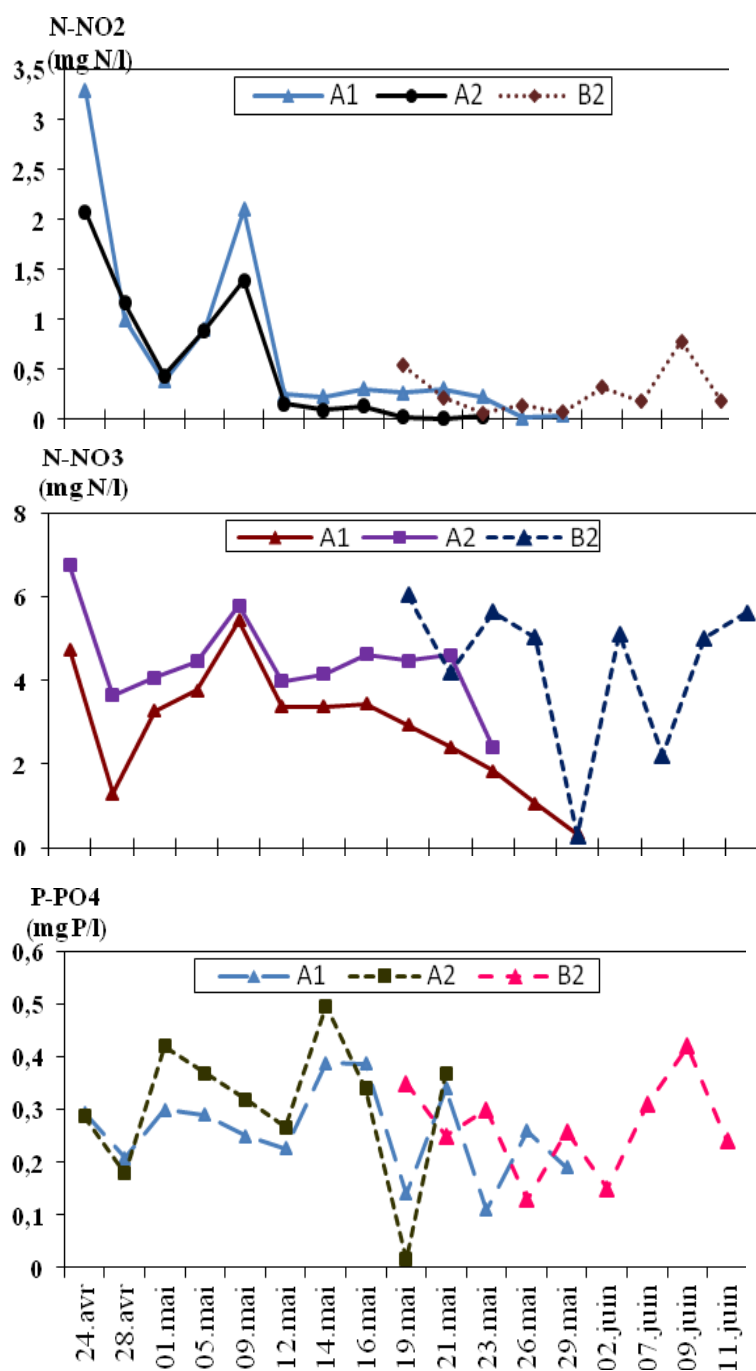 N-NO2
(mg N/l)
3,5
3
2,5
2
1,5
1
0,5
0
A1 A2 B2
N-NO3
(mg N/l)
8
6
4
2
0
A1 A2 B2
P-PO4
(mg P/l)
0,6
0,5
0,4
0,3
0,2
0,1
0
A1 A2 B2
24.avr
28.avr
01.mai
05.mai
09.mai
12.mai
14.mai
16.mai
19.mai
21.mai
23.mai
26.mai
29.mai
02.juin
07.juin
09.juin
11.juin